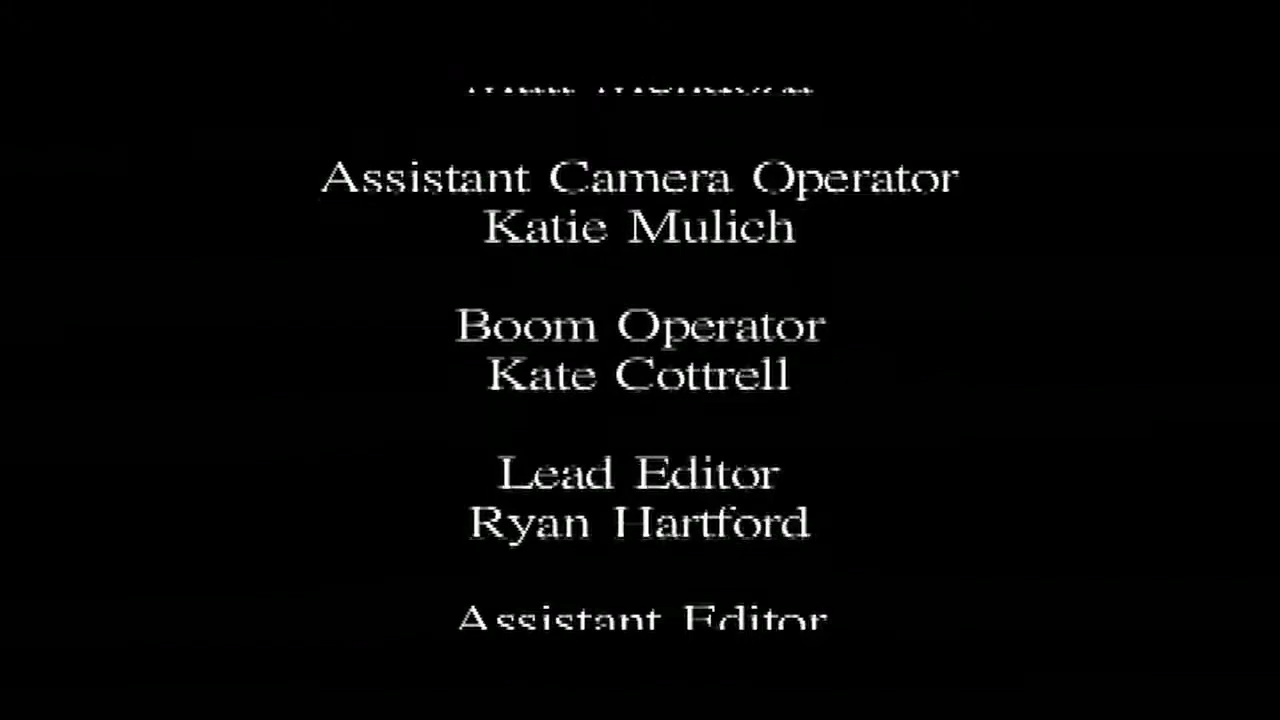 Assistant Camera Operator
Katie Mulich
Boom Operator
Kate Cottrell
Lead Editor
Ryan Hartford
Assistant Editor